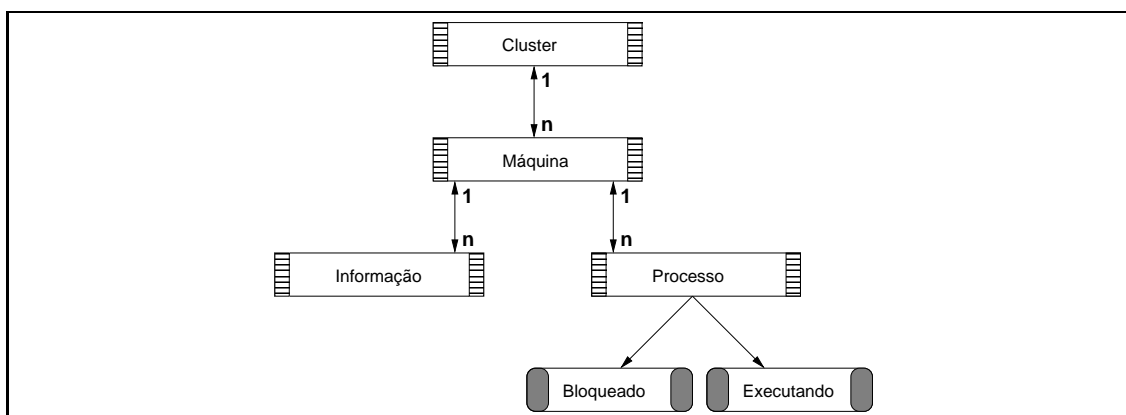 Cluster
1
n
Máquina
1
1
n
n
Informação
Processo
Bloqueado
Executando